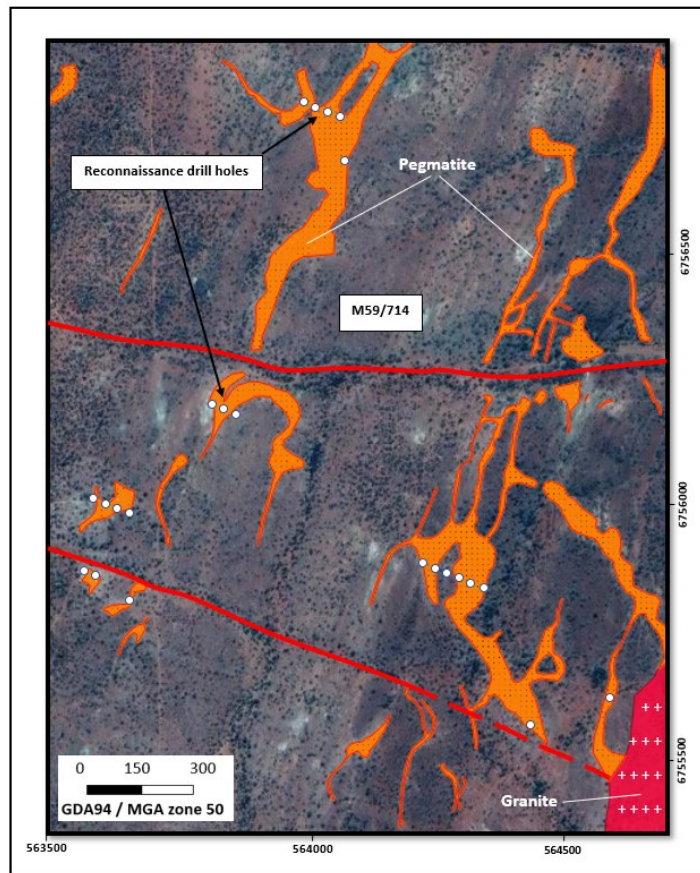 Reconnaissance drill holes
Pegmatite
6756500
M59/714
6756000
0 150 300
GDA94 / MGA zone 50
6755500
Granite
563500 564000 564500